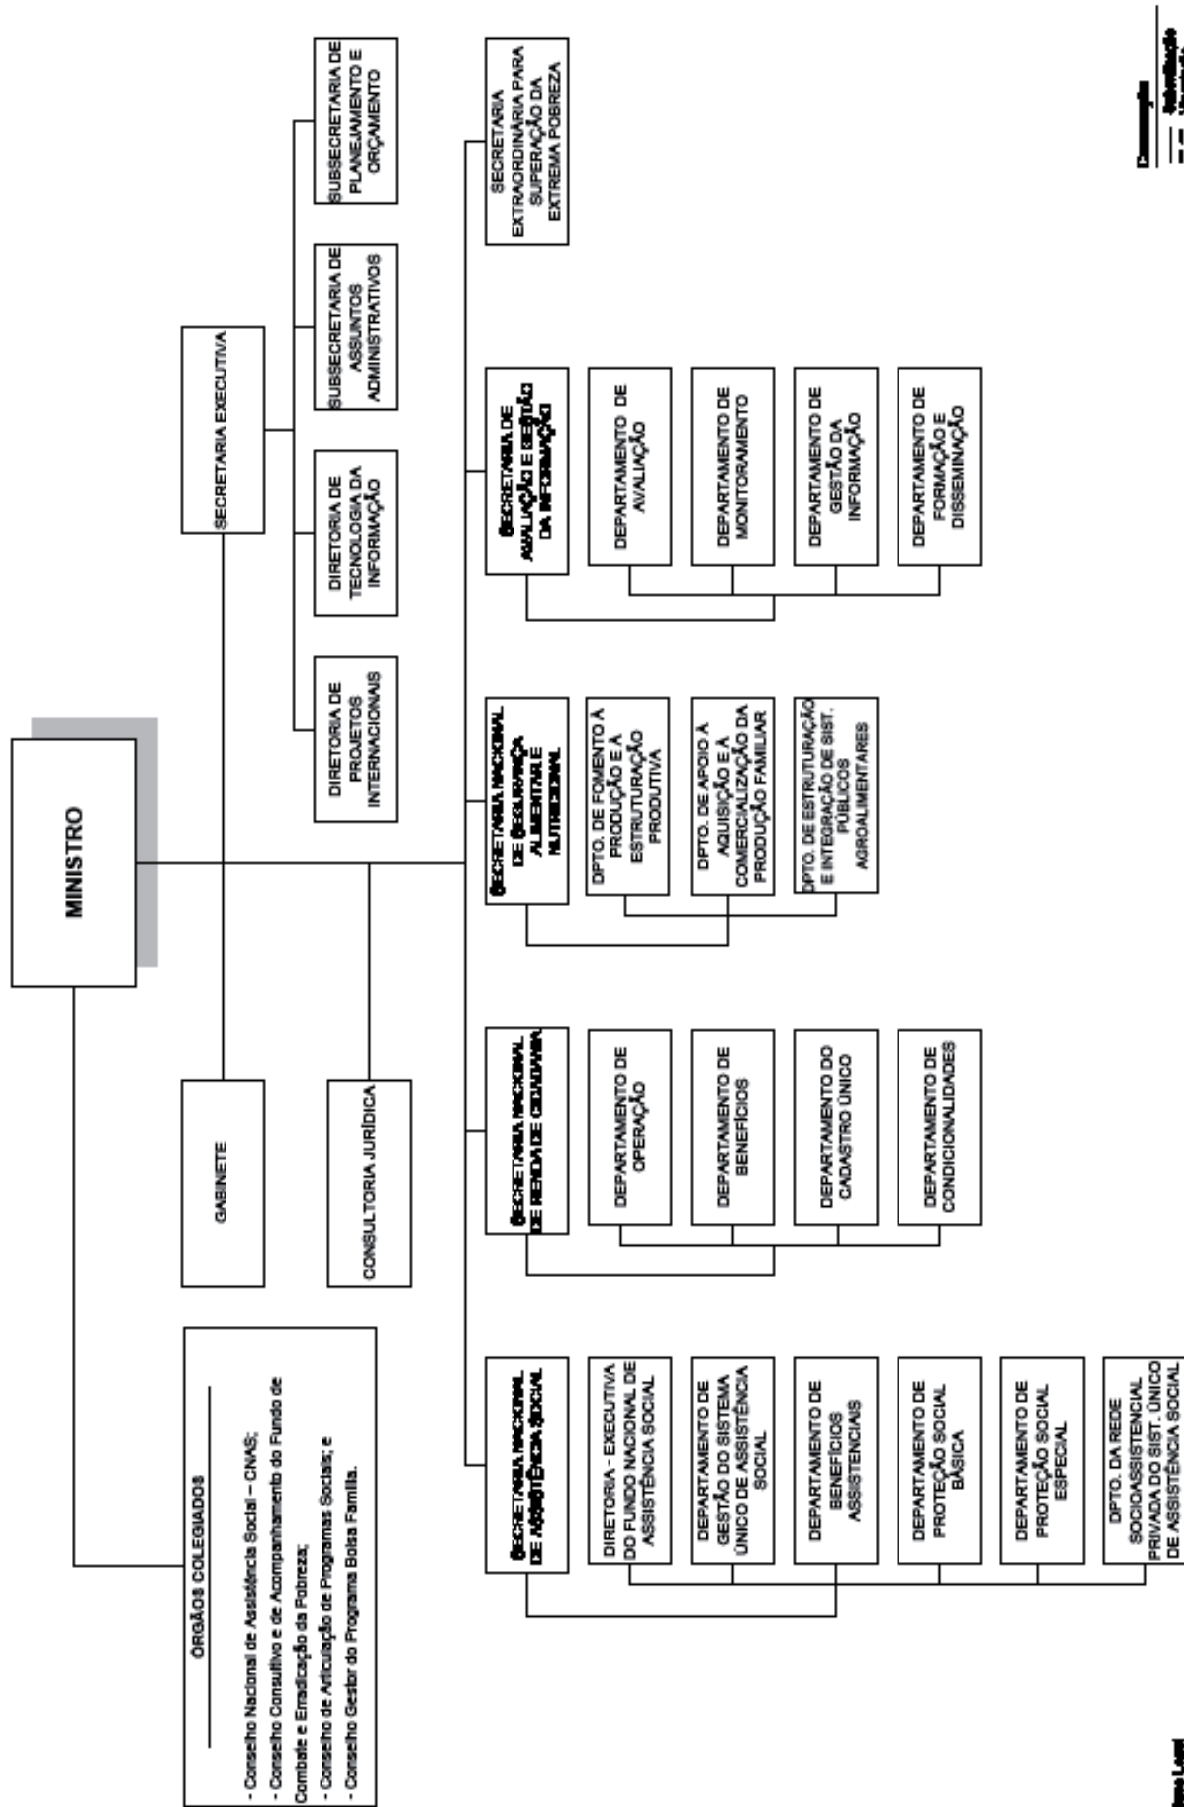 MINISTRO
ÓRGÃOS COLEGIADOS
- Conselho Nacional de Assistência Social – CNAS;
- Conselho Consultivo e de Acompanhamento do Fundo de
Combate e Erradicação da Pobreza;
- Conselho de Articulação de Programas Sociais; e
- Conselho Gestor do Programa Bolsa Família.
GABINETE
SECRETARIA EXECUTIVA
CONSULTORIA JURÍDICA
DIRETORIA DE
PROJETOS
INTERNACIONAIS
DIRETORIA DE
TECNOLOGIA DA
INFORMAÇÃO
SUBSECRETARIA DE
ASSUNTOS
ADMINISTRATIVOS
SUBSECRETARIA DE
PLANEJAMENTO E
ORÇAMENTO
SECRETARIA NACIONAL
DE ASSISTÊNCIA SOCIAL
DIRETORIA - EXECUTIVA
DO FUNDO NACIONAL DE
ASSISTÊNCIA SOCIAL
DEPARTAMENTO DE
GESTÃO DO SISTEMA
ÚNICO DE ASSISTÊNCIA
SOCIAL
DEPARTAMENTO DE
BENEFÍCIOS
ASSISTENCIAIS
DEPARTAMENTO DE
PROTEÇÃO SOCIAL
BÁSICA
DEPARTAMENTO DE
PROTEÇÃO SOCIAL
ESPECIAL
DPTO. DA REDE
SOCIOASSISTENCIAL
PRIVADA DO SIST. ÚNICO
DE ASSISTÊNCIA SOCIAL
SECRETARIA NACIONAL
DE RENDA DE CIDADANIA
DEPARTAMENTO DE
OPERAÇÃO
DEPARTAMENTO DE
BENEFÍCIOS
DEPARTAMENTO DO
CADASTRO ÚNICO
DEPARTAMENTO DE
CONDICIONALIDADES
SECRETARIA NACIONAL
DE SEGURANÇA
ALIMENTAR E
NUTRICIONAL
DPTO. DE FOMENTO À
PRODUÇÃO E À
ESTRUTURAÇÃO
PRODUTIVA
DPTO. DE APOIO À
AQUISIÇÃO E À
COMERCIALIZAÇÃO DA
PRODUÇÃO FAMILIAR
DPTO. DE ESTRUTURAÇÃO
E INTEGRAÇÃO DE SIST.
PÚBLICOS
AGROALIMENTARES
SECRETARIA DE
AVALIAÇÃO E GESTÃO
DA INFORMAÇÃO
DEPARTAMENTO DE
AVALIAÇÃO
DEPARTAMENTO DE
MONITORAMENTO
DEPARTAMENTO DE
GESTÃO DA
INFORMAÇÃO
DEPARTAMENTO DE
FORMAÇÃO E
DISSEMINAÇÃO
SECRETARIA
EXTRAORDINÁRIA PARA
SUPERAÇÃO DA
EXTREMA POBREZA